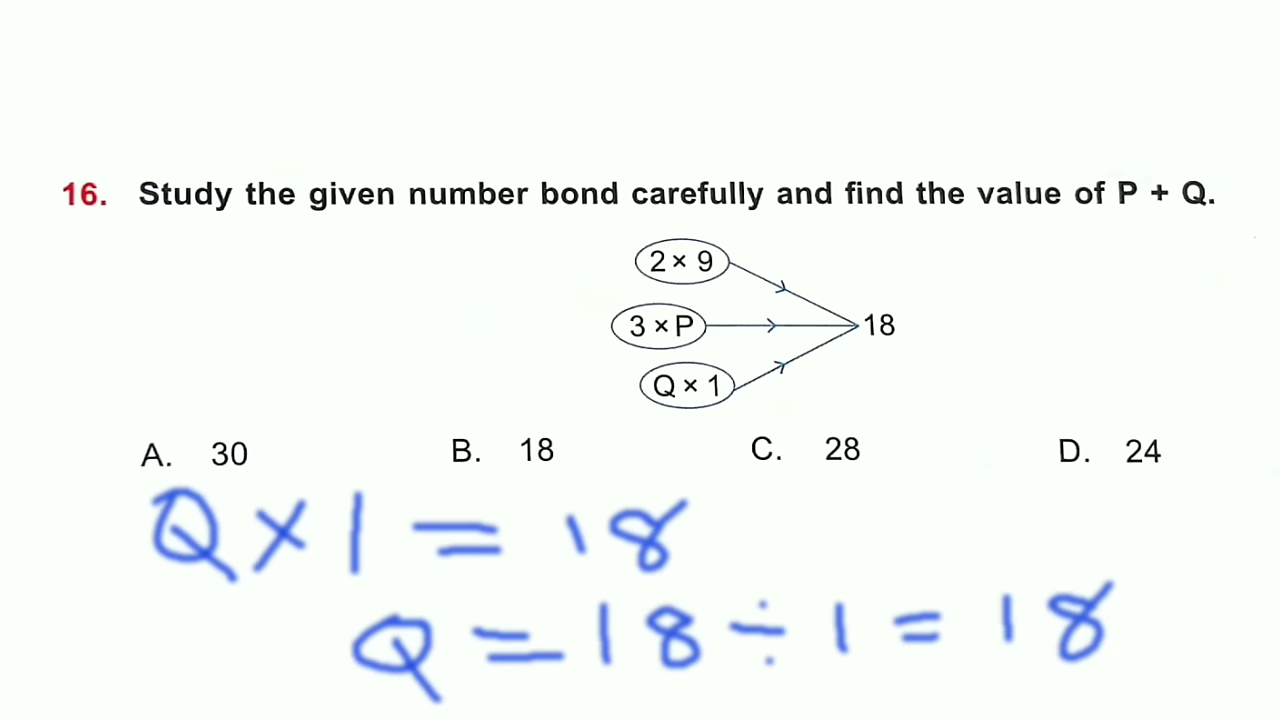 16. Study the given number bond carefully and find the value of P + Q.
2 × 9
3 × P
18
Q × 1
A. 30 B. 18 C. 28 D. 24
Q × 1 = 18
Q = 18 ÷ 1 = 18